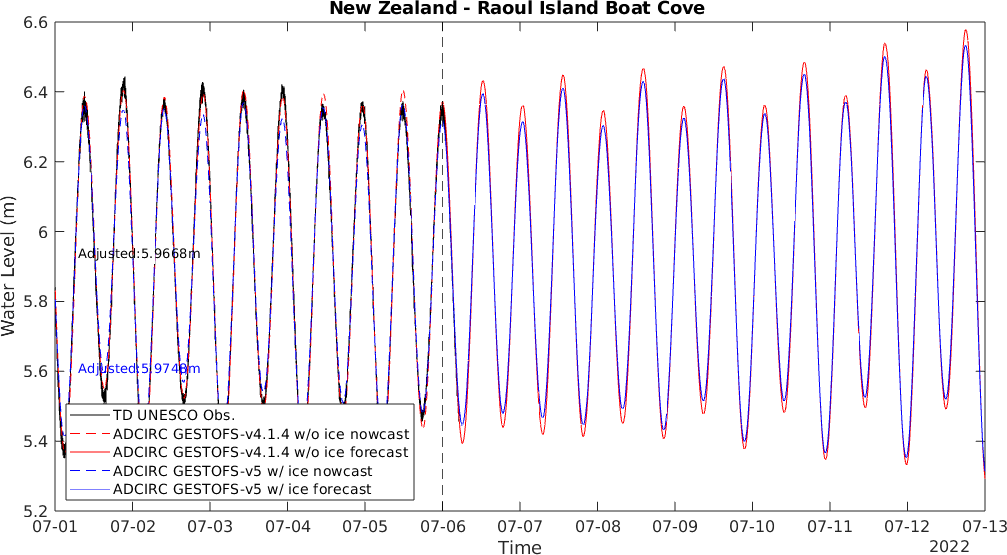 New Zealand - Raoul Island Boat Cove
6.6
6.4
6.2
6
5.8
5.6
5.4
5.2
Water Level (m)
Adjusted:5.9668m
Adjusted:5.9748m
TD UNESCO Obs.
ADCIRC GESTOFS-v4.1.4 w/o ice nowcast
ADCIRC GESTOFS-v4.1.4 w/o ice forecast
ADCIRC GESTOFS-v5 w/ ice nowcast
ADCIRC GESTOFS-v5 w/ ice forecast
07-01 07-02 07-03 07-04 07-05 07-06 07-07 07-08 07-09 07-10 07-11 07-12 07-13
Time
2022